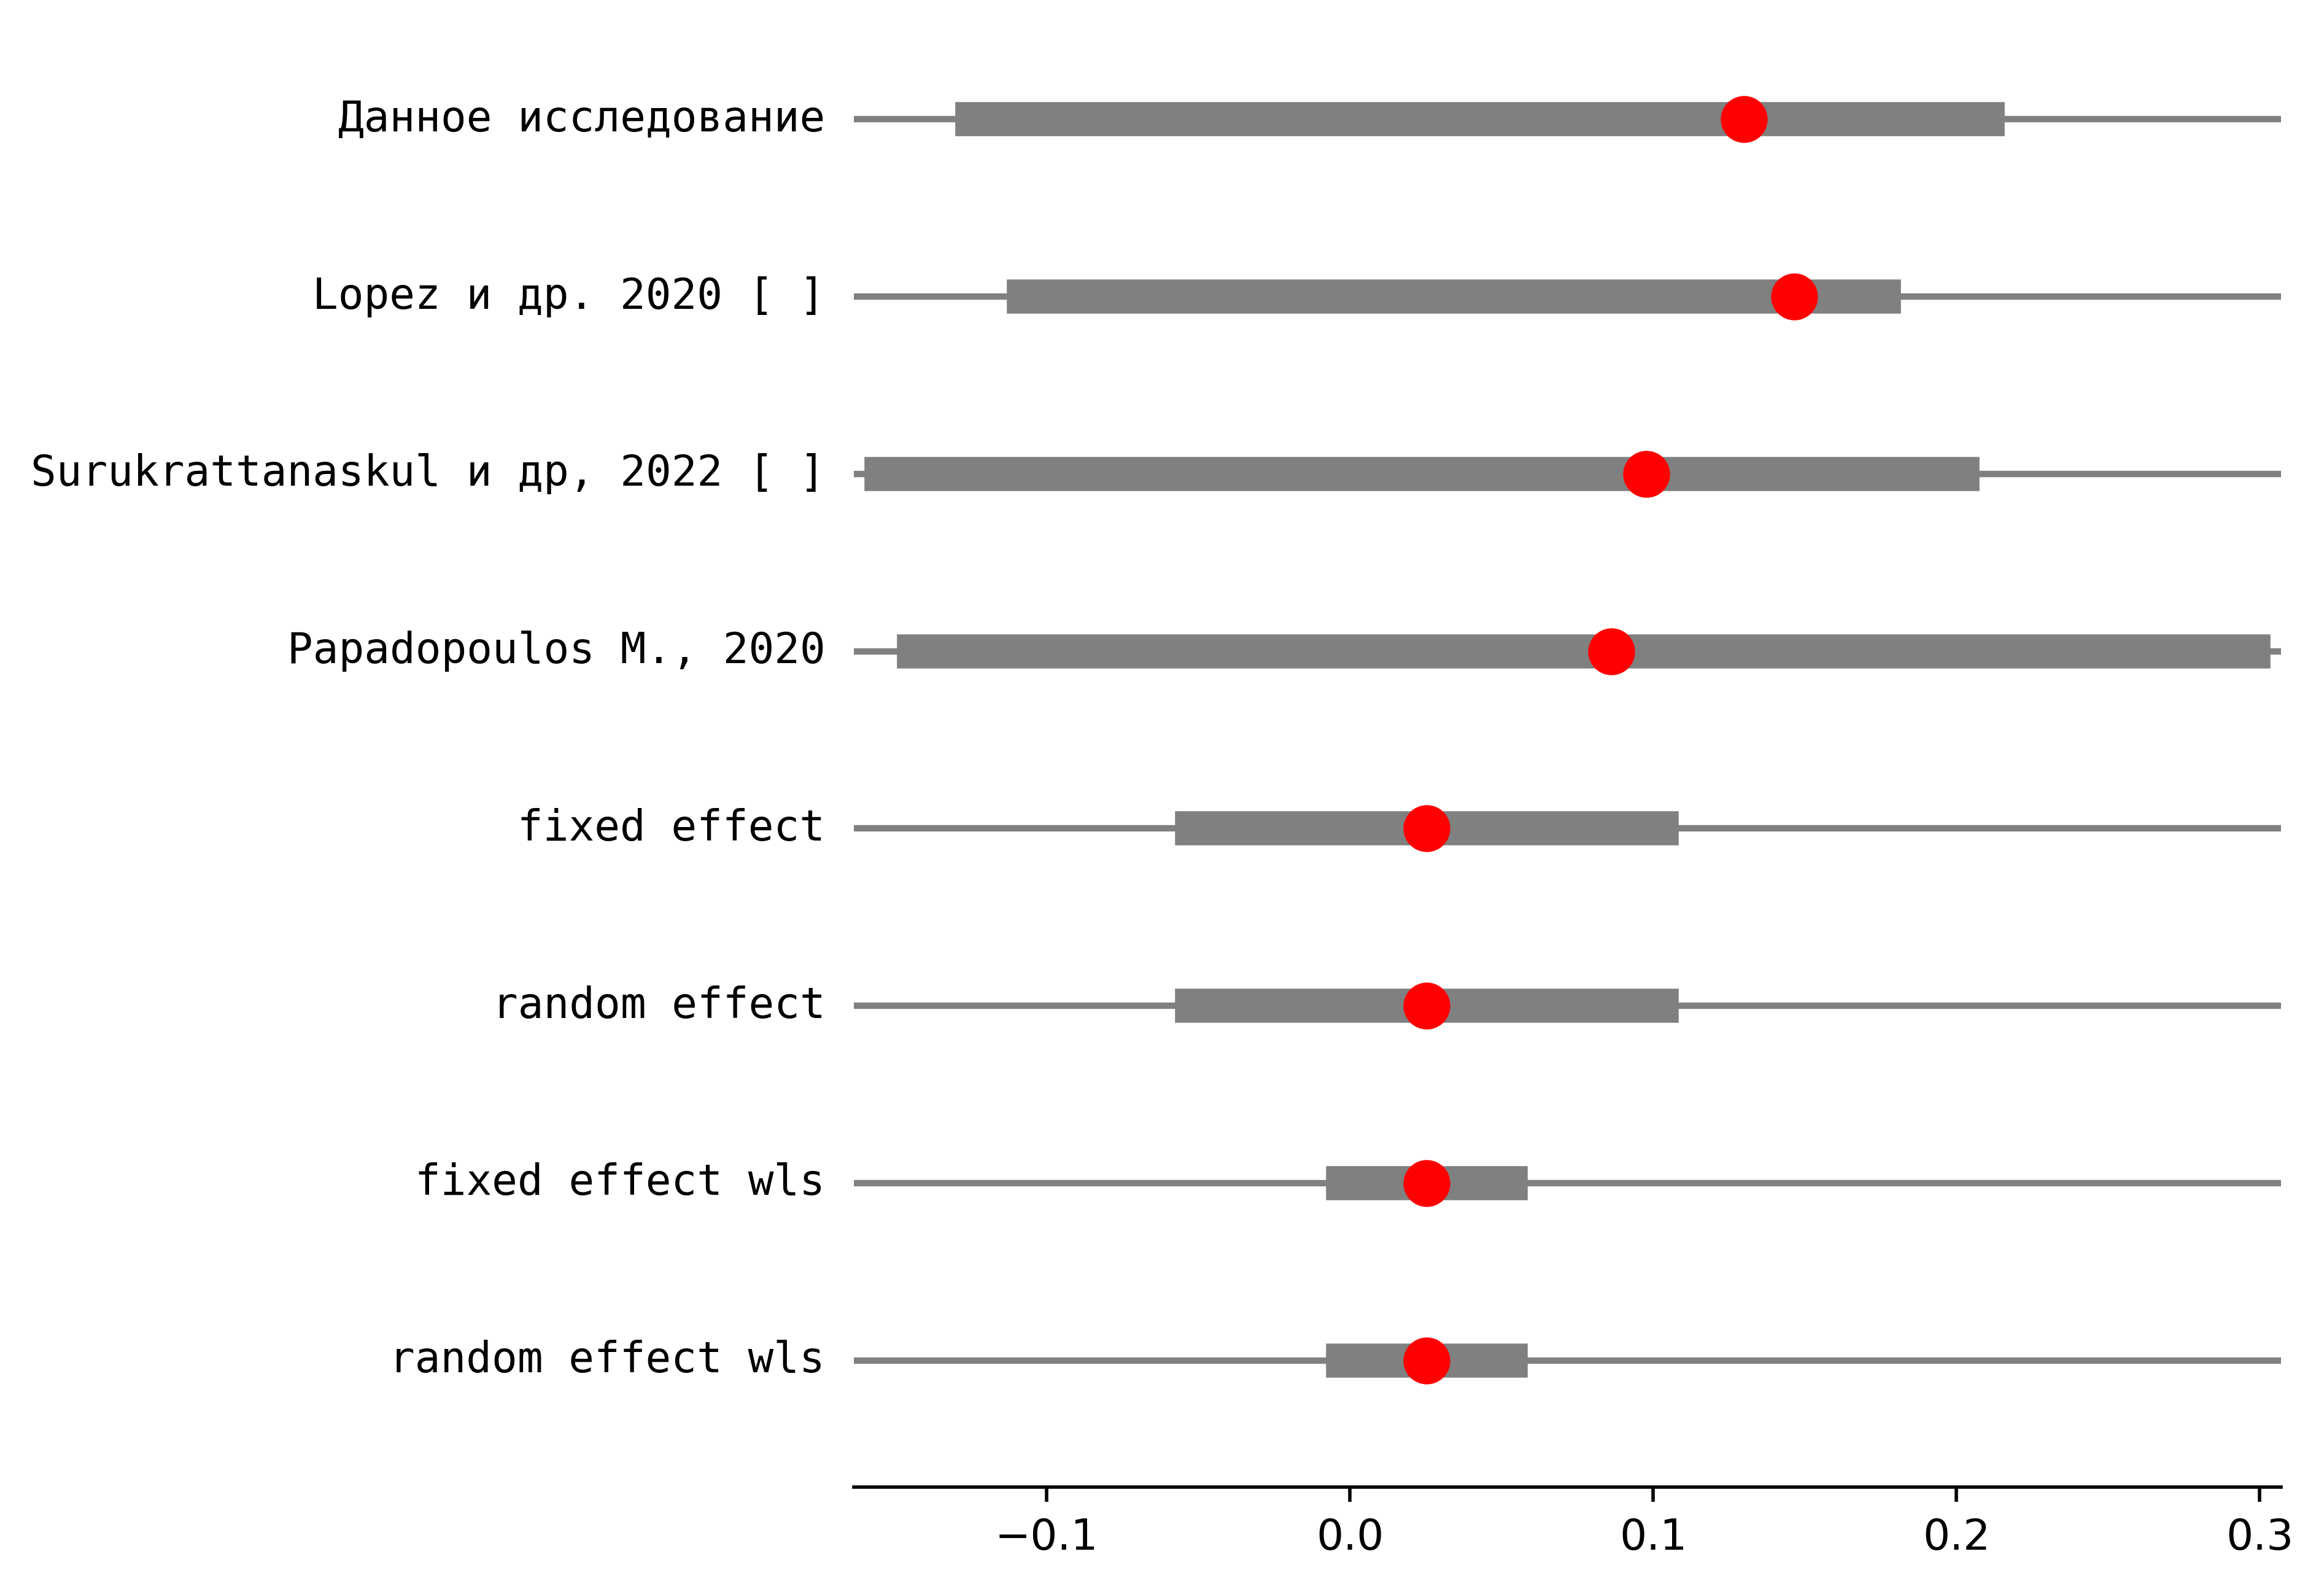 Данное исследование
Lopez и др. 2020 [ ]
Surukrattanaskul и др, 2022 [ ]
Papadopoulos M., 2020
fixed effect
random effect
fixed effect wls
random effect wls
−0.1 0.0 0.1 0.2 0.3